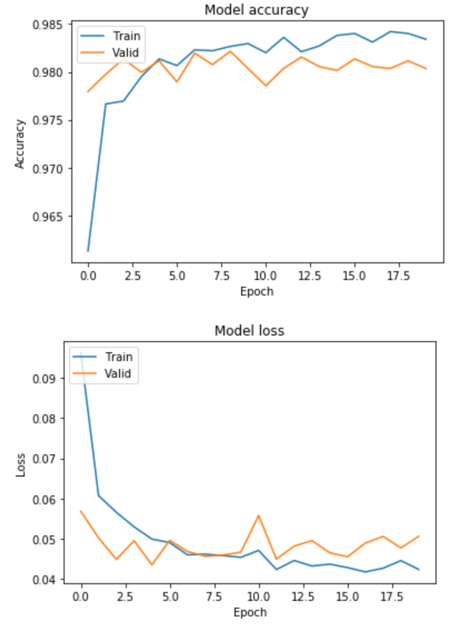 Model accuracy
0.985
0.980
0.975
0.970
0.965
Accuracy
Train
Valid
0.0 2.5 5.0 7.5 10.0 12.5 15.0 17.5
Epoch
Model loss
0.09
0.08
0.07
0.06
0.05
0.04
Loss
Train
Valid
0.0 2.5 5.0 7.5 10.0 12.5 15.0 17.5
Epoch